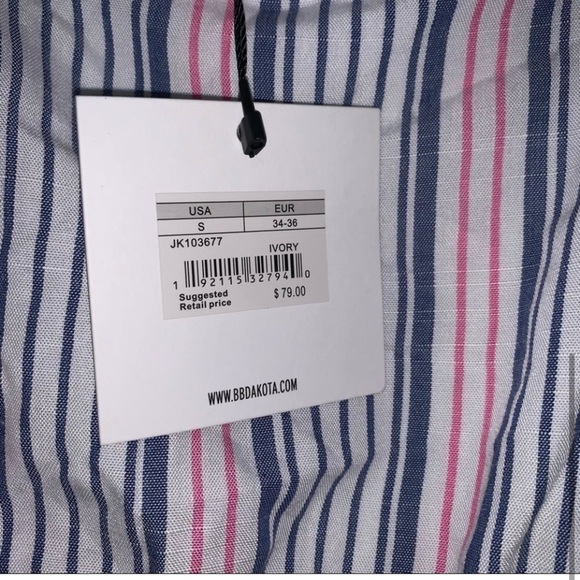 USA EUR
S 34-36
JK103677
IVORY
1 92115 32794 0
Suggested
Retail price $79.00
WWW.BBDAKOTA.COM